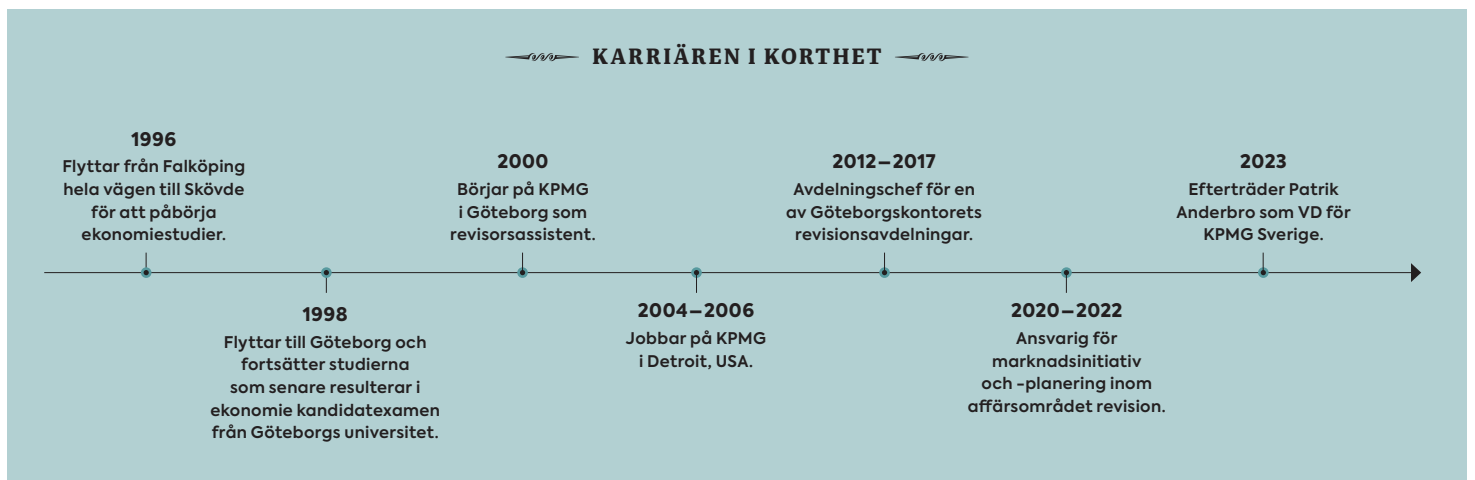 KARRIÄREN I KORTHET
1996
Flyttar från Falköping
hela vägen till Skövde
för att påbörja
ekonomiestudier.
1998
Flyttar till Göteborg och
fortsätter studierna
som senare resulterar i
ekonomie kandidatexamen
från Göteborgs universitet.
2000
Börjar på KPMG
i Göteborg som
revisorsassistent.
2004–2006
Jobbar på KPMG
i Detroit, USA.
2012–2017
Avdelningschef för en
av Göteborgskontorets
revisionsavdelningar.
2020–2022
Ansvarig för
marknadsinitiativ
och -planering inom
affärsområdet revision.
2023
Efterträder Patrik
Anderbro som VD för
KPMG Sverige.